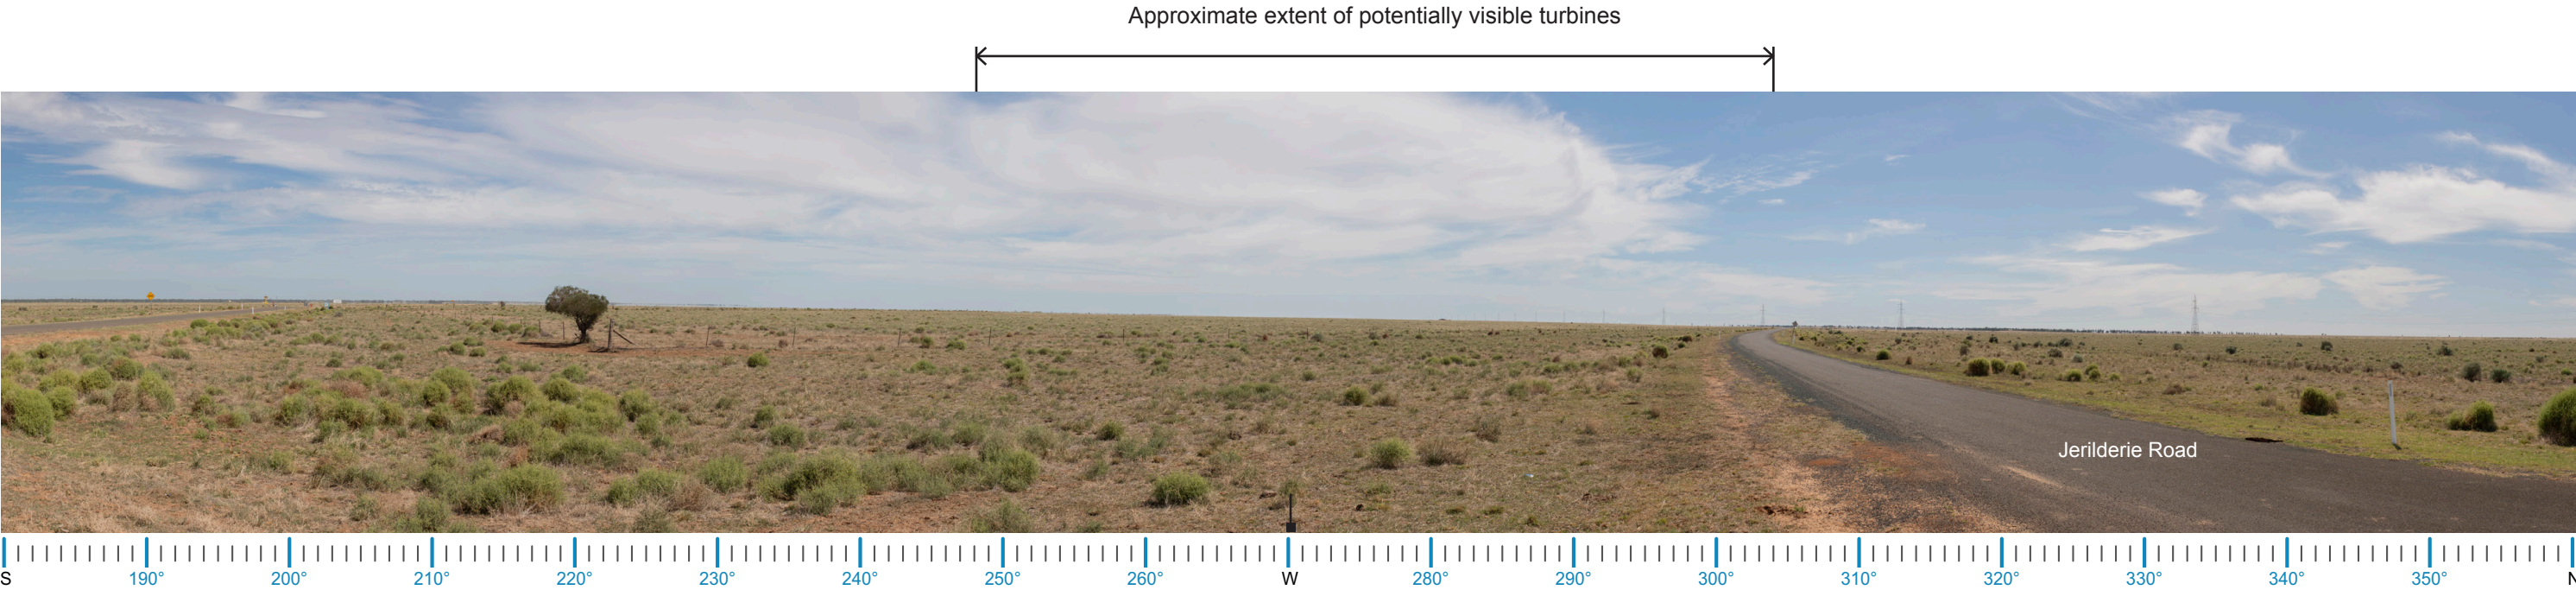 Approximate extent of potentially visible turbines
Jerilderie Road
S 190° 200° 210° 220° 230° 240° 250° 260° W 280° 290° 300° 310° 320° 330° 340° 350° N